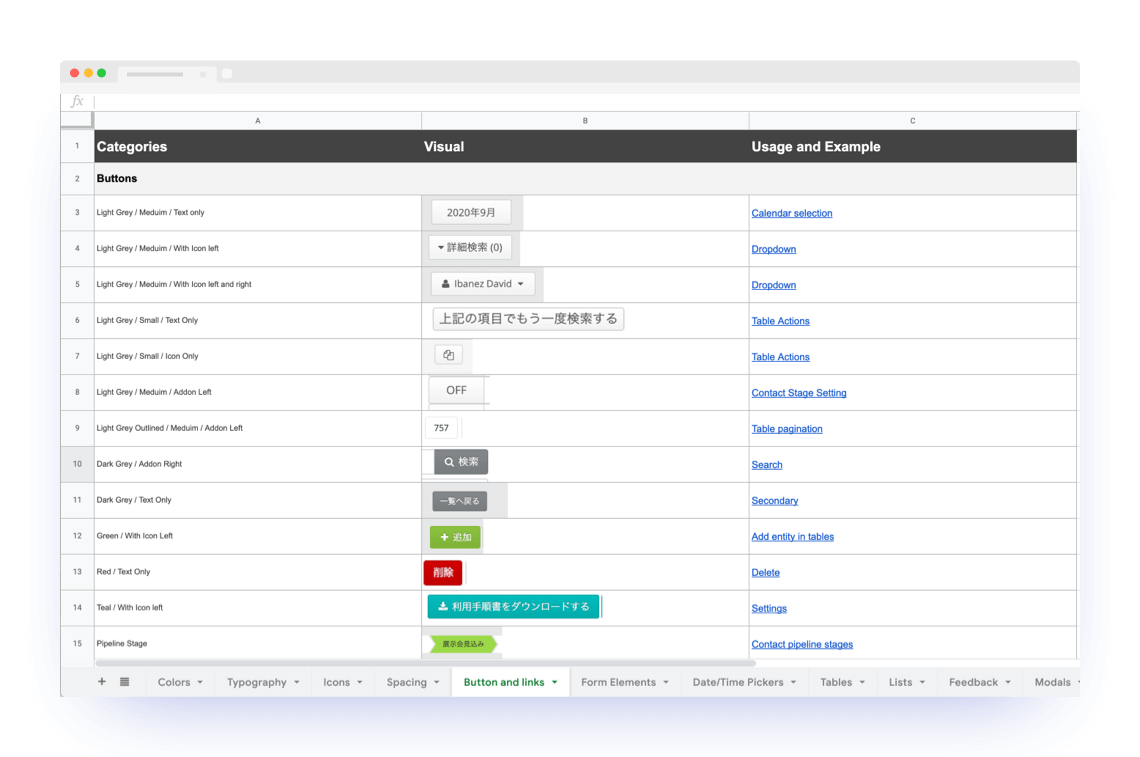 fx
A B C
1 Categories Visual Usage and Example
2 Buttons
3 Light Grey / Meduim / Text only 2020年9月 Calendar selection
4 Light Grey / Meduim / With Icon left 詳細検索 (0) Dropdown
5 Light Grey / Meduim / With Icon left and right Ibanez David Dropdown
6 Light Grey / Small / Text Only 上記の項目でもう一度検索する Table Actions
7 Light Grey / Small / Icon Only Table Actions
8 Light Grey / Meduim / Addon Left OFF Contact Stage Setting
9 Light Grey Outlined / Meduim / Addon Left 757 Table pagination
10 Dark Grey / Addon Right 検索 Search
11 Dark Grey / Text Only 一覧へ戻る Secondary
12 Green / With Icon Left 追加 Add entity in tables
13 Red / Text Only 削除 Delete
14 Teal / With Icon left 利用手順書をダウンロードする Settings
15 Pipeline Stage 展示会見込み Contact pipeline stages
+ Colors Typography Icons Spacing Button and links Form Elements Date/Time Pickers Tables Lists Feedback Modals